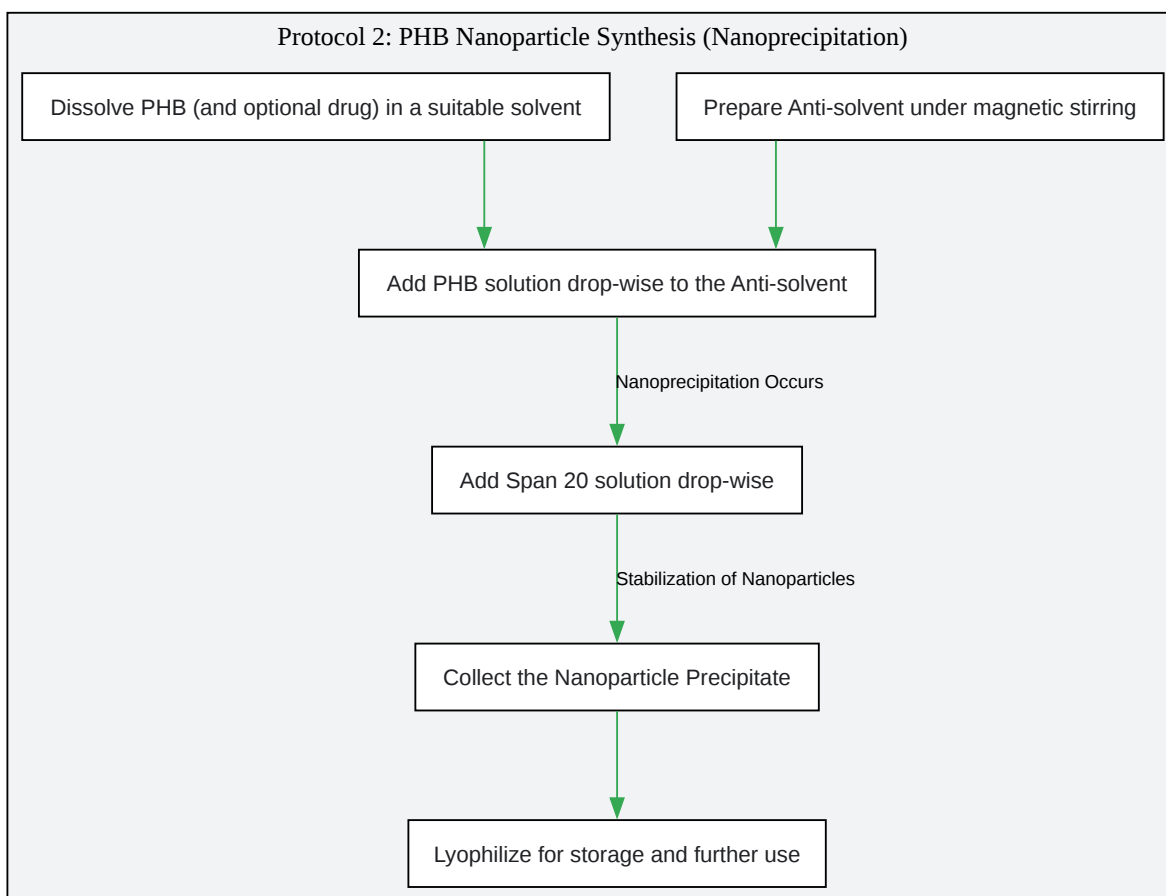 Protocol 2: PHB Nanoparticle Synthesis (Nanoprecipitation)
Dissolve PHB (and optional drug) in a suitable solvent
Prepare Anti-solvent under magnetic stirring
Add PHB solution drop-wise to the Anti-solvent
Nanoprecipitation Occurs
Add Span 20 solution drop-wise
Stabilization of Nanoparticles
Collect the Nanoparticle Precipitate
Lyophilize for storage and further use